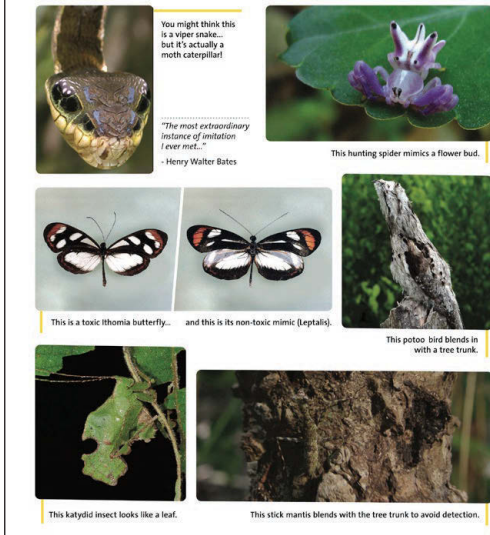 You might think this
is a viper snake...
but it's actually a
moth caterpillar!
"The most extraordinary
instance of imitation
I ever met..."
- Henry Walter Bates
This hunting spider mimics a flower bud.
This is a toxic Ithomia butterfly...
and this is its non-toxic mimic (Leptalis).
This potoo bird blends in
with a tree trunk.
This katydid insect looks like a leaf.
This stick mantis blends with the tree trunk to avoid detection.